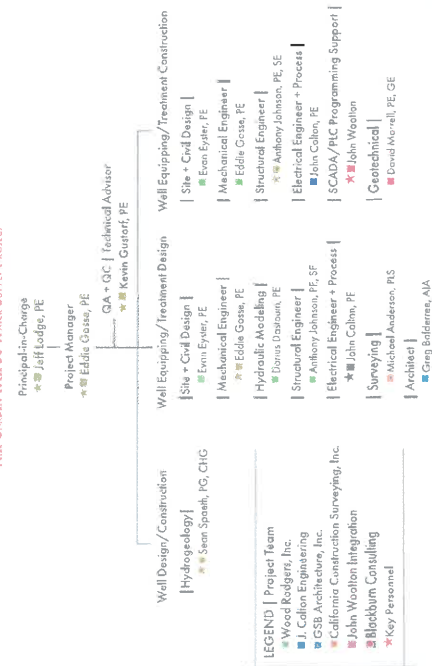 Principal-in-Charge
Jeff Lodge, PE
Project Manager
Eddie Gosse, PE
QA + QC | Technical Advisor
Kevin Gustorf, PE
Well Design/Construction
| Hydrogeology |
Sean Spaeth, PG, CHG
Well Equipping/Treatment Design
| Site + Civil Design |
Evan Eyster, PE
| Mechanical Engineer |
Eddie Gosse, PE
| Hydraulic Modeling |
Darius Dastouri, PE
| Structural Engineer |
Anthony Johnson, PE, SE
| Electrical Engineer + Process |
John Colton, PE
| Surveying |
Michael Anderson, PLS
| Architect |
Greg Balderree, AIA
Well Equipping/Treatment Construction
| Site + Civil Design |
Evan Eyster, PE
| Mechanical Engineer |
Eddie Gosse, PE
| Structural Engineer |
Anthony Johnson, PE, SE
| Electrical Engineer + Process |
John Colton, PE
| SCADA/PLC Programming Support |
John Wootton
| Geotechnical |
David Morrell, PE, GE
LEGEND | Project Team
Wood Rodgers, Inc.
J. Calton Engineering
GSB Architecture, Inc.
California Construction Surveying, Inc.
John Wootton Integration
Blackburn Consulting
Key Personnel